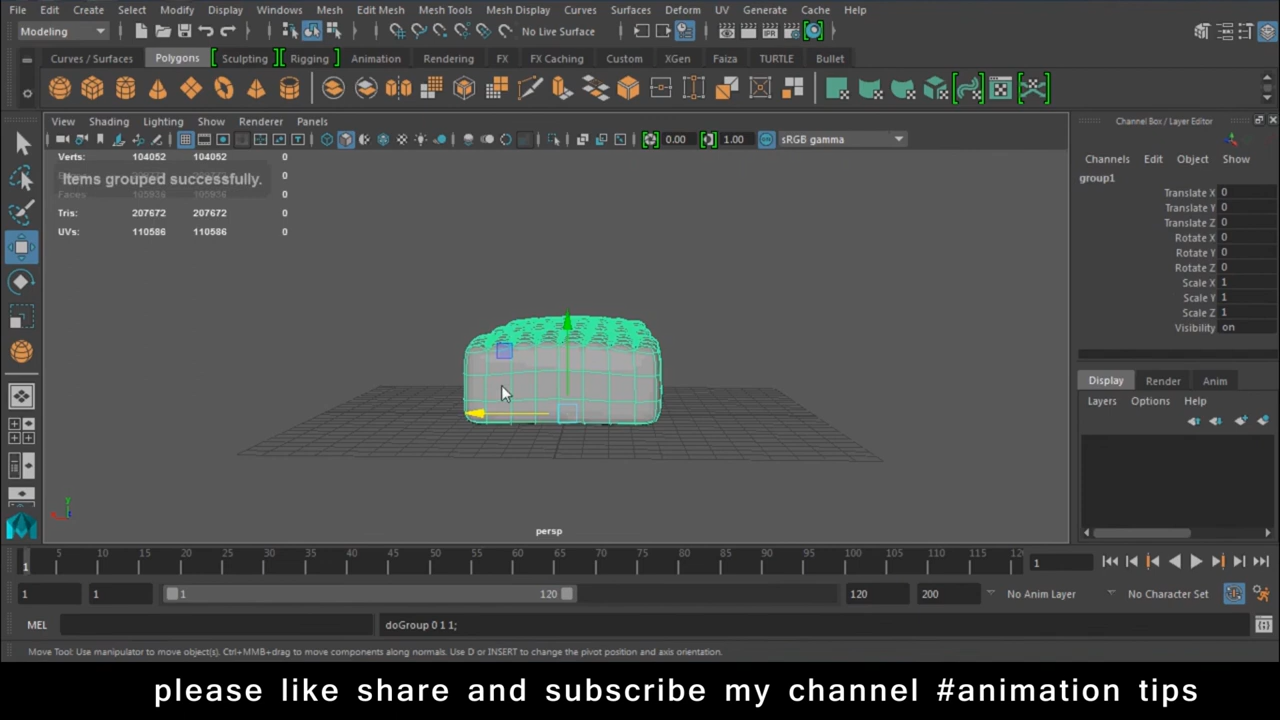 File Edit Create Select Modify Display Windows Mesh Edit Mesh Mesh Tools Mesh Display Curves Surfaces Deform UV Generate Cache Help
Modeling No Live Surface
Curves / Surfaces Polygons Sculpting Rigging Animation Rendering FX FX Caching Custom XGen Faiza TURTLE Bullet
View Shading Lighting Show Renderer Panels
Channel Box / Layer Editor
0.00 1.00 sRGB gamma
Channels Edit Object Show
Verts: 104052 104052 0
Items grouped successfully.
0
Faces 105936 105936 0
Tris: 207672 207672 0
UVs: 110586 110586 0
group1
Translate X 0
Translate Y 0
Translate Z 0
Rotate X 0
Rotate Y 0
Rotate Z 0
Scale X 1
Scale Y 1
Scale Z 1
Visibility on
Display Render Anim
Layers Options Help
y
persp
5 10 15 20 25 30 35 40 45 50 55 60 65 70 75 80 85 90 95 100 105 110 115 12
1 1
1 1 1 120 120 200 No Anim Layer No Character Set
MEL doGroup 0 1 1;
Move Tool: Use manipulator to move object(s). Ctrl+MMB+drag to move components along normals. Use D or INSERT to change the pivot position and axis orientation.
please like share and subscribe my channel #animation tips